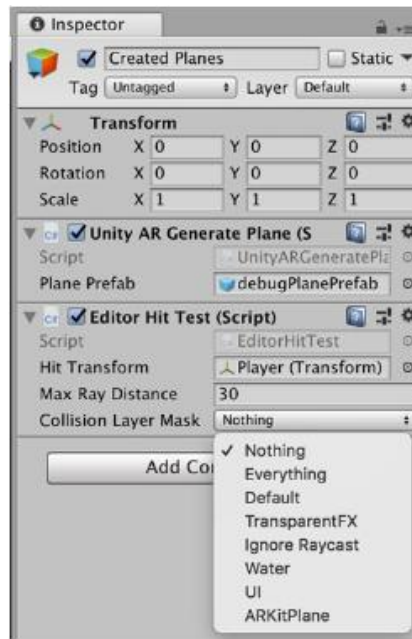 Inspector
Created Planes Static
Tag Untagged Layer Default
Transform
Position X 0 Y 0 Z 0
Rotation X 0 Y 0 Z 0
Scale X 1 Y 1 Z 1
Unity AR Generate Plane (S
Script UnityARGeneratePla
Plane Prefab debugPlanePrefab
Editor Hit Test (Script)
Script EditorHitTest
Hit Transform Player (Transform)
Max Ray Distance 30
Collision Layer Mask Nothing
Add Co
✓ Nothing
Everything
Default
TransparentFX
Ignore Raycast
Water
UI
ARKitPlane